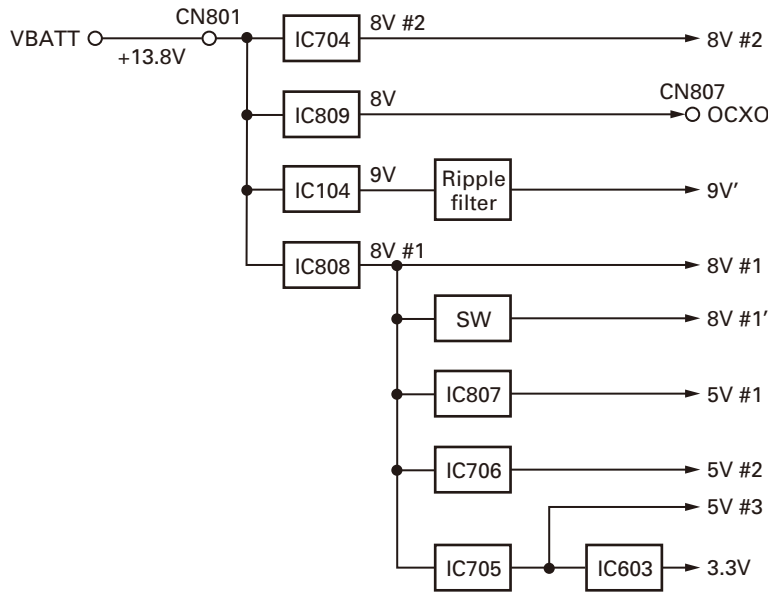 CN801
VBATT
+13.8V
IC704
8V #2
8V #2
IC809
8V
CN807
OCXO
IC104
9V
Ripple
filter
9V’
IC808
8V #1
8V #1
SW
8V #1’
IC807
5V #1
IC706
5V #2
5V #3
IC705
IC603
3.3V